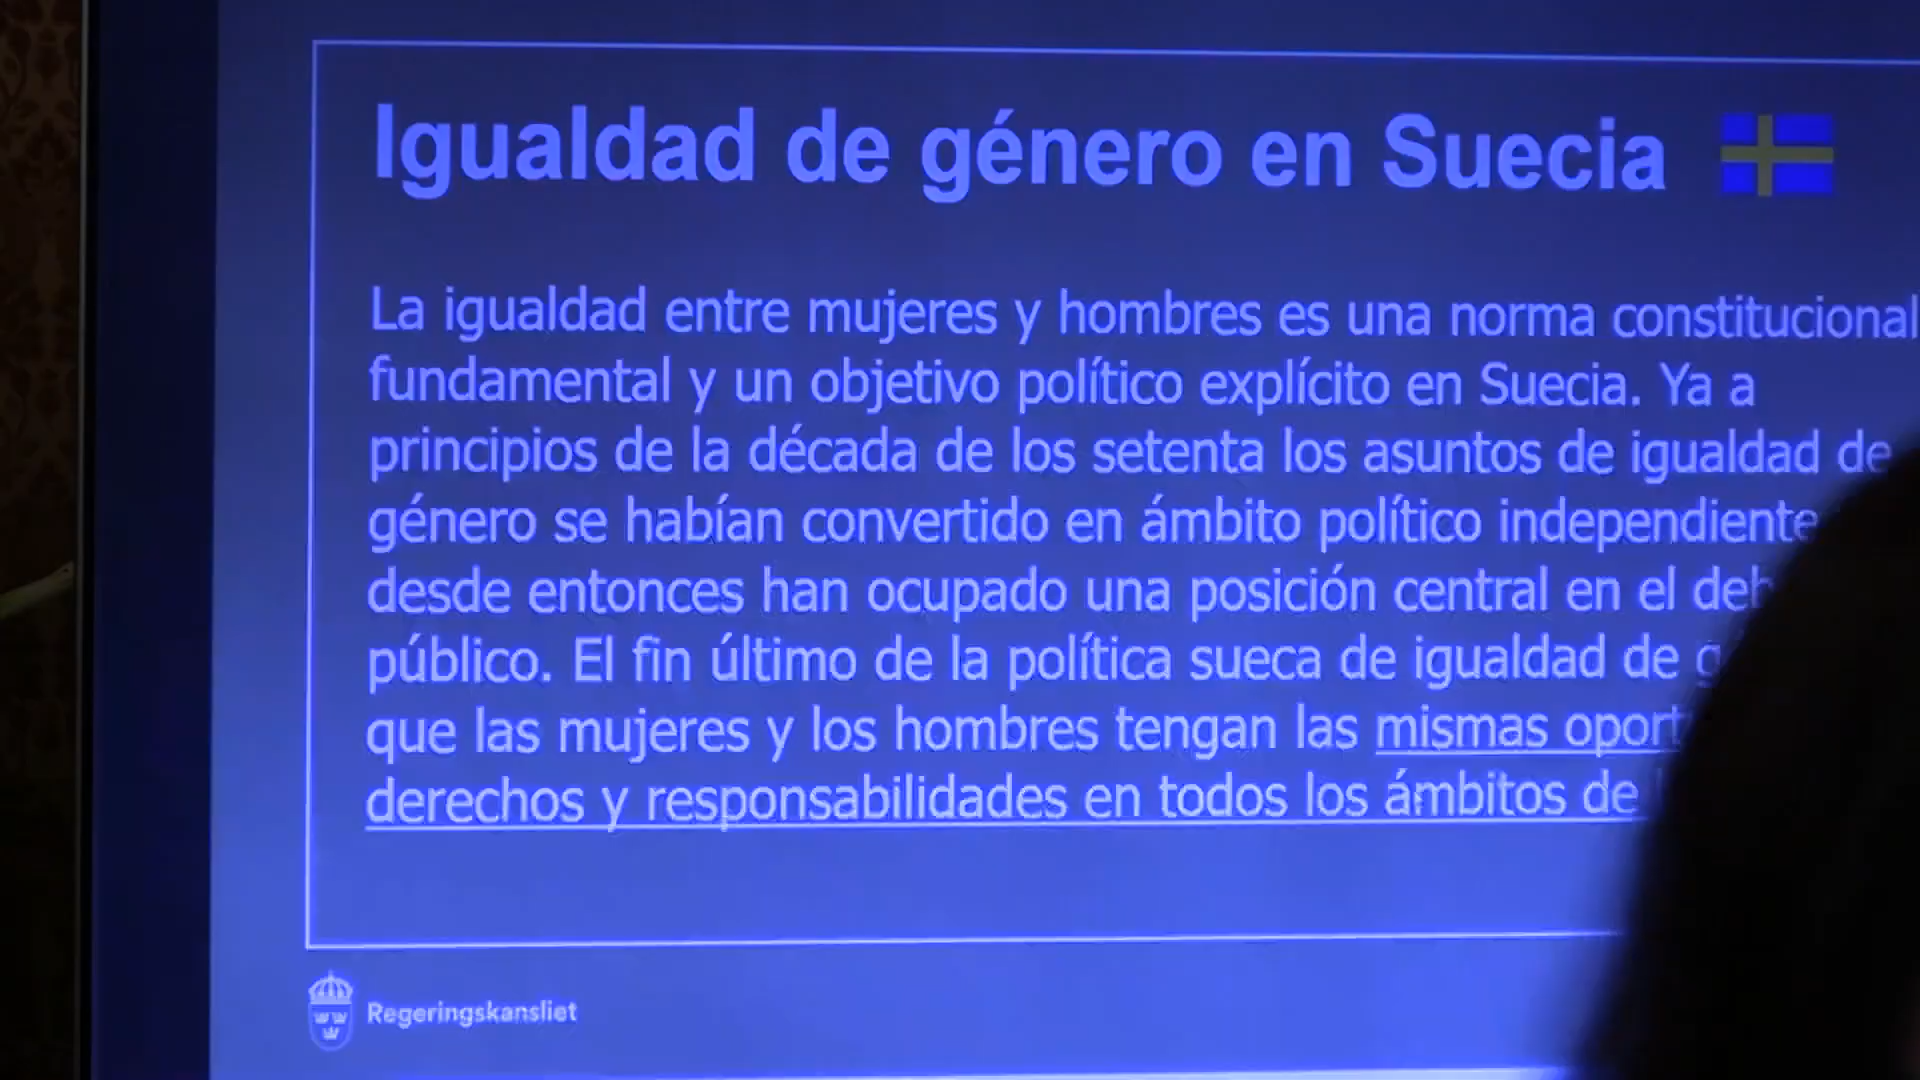 Igualdad de género en Suecia
La igualdad entre mujeres y hombres es una norma constitucional
fundamental y un objetivo político explícito en Suecia. Ya a
principios de la década de los setenta los asuntos de igualdad de
género se habían convertido en ámbito político independiente
desde entonces han ocupado una posición central en el
público. El fin último de la política sueca de igualdad de
que las mujeres y los hombres tengan las mismas
derechos y responsabilidades en todos los ámbitos de
Regeringskansliet